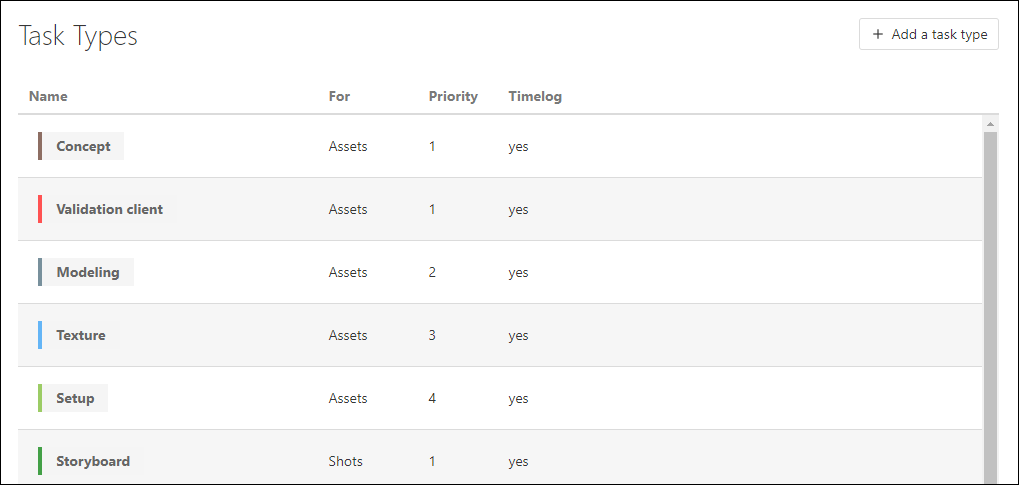 Task Types
+ Add a task type
Name For Priority Timelog
Concept Assets 1 yes
Validation client Assets 1 yes
Modeling Assets 2 yes
Texture Assets 3 yes
Setup Assets 4 yes
Storyboard Shots 1 yes